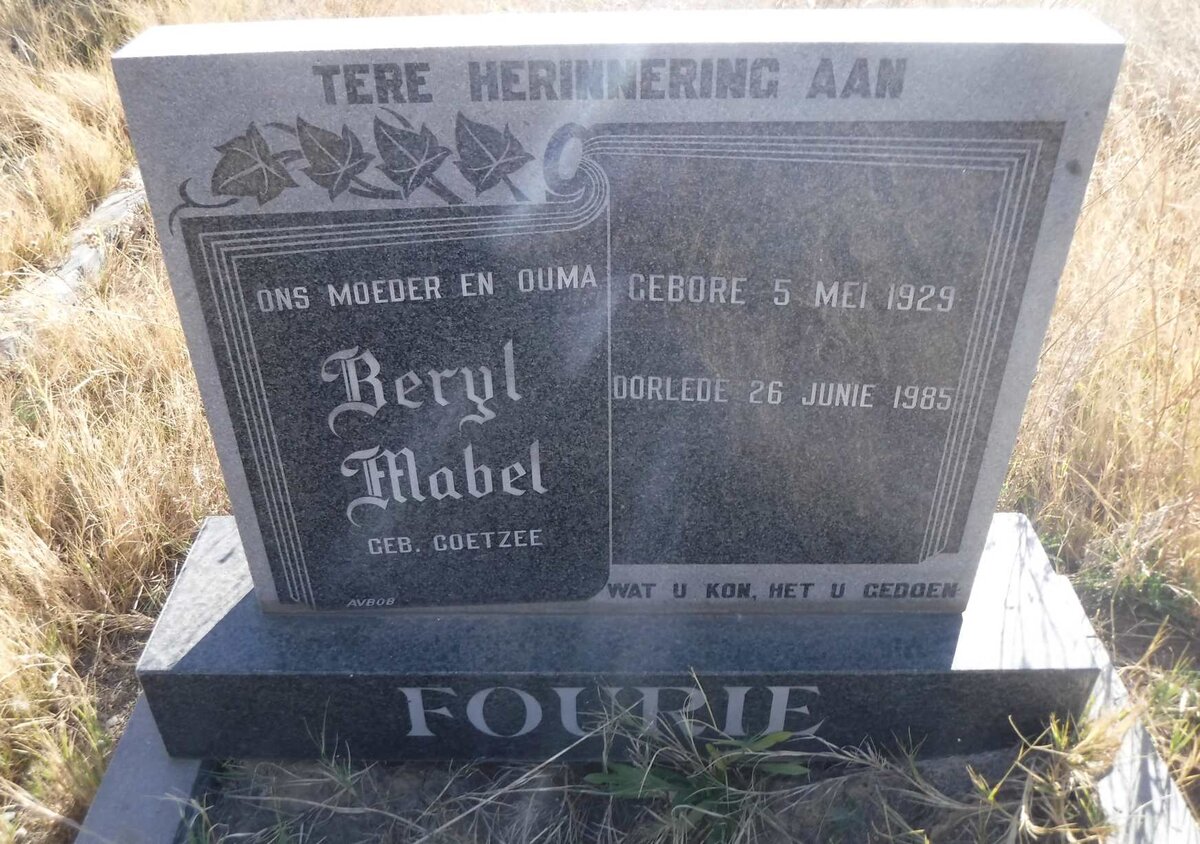 TERE HERINNERING AAN
ONS MOEDER EN OUMA
Beryl
Mabel
GEB. COETZEE
AVBOB
GEBORE 5 MEI 1929
OORLEDE 26 JUNIE 1985
WAT U KON, HET U GEDOEN
FOURIE